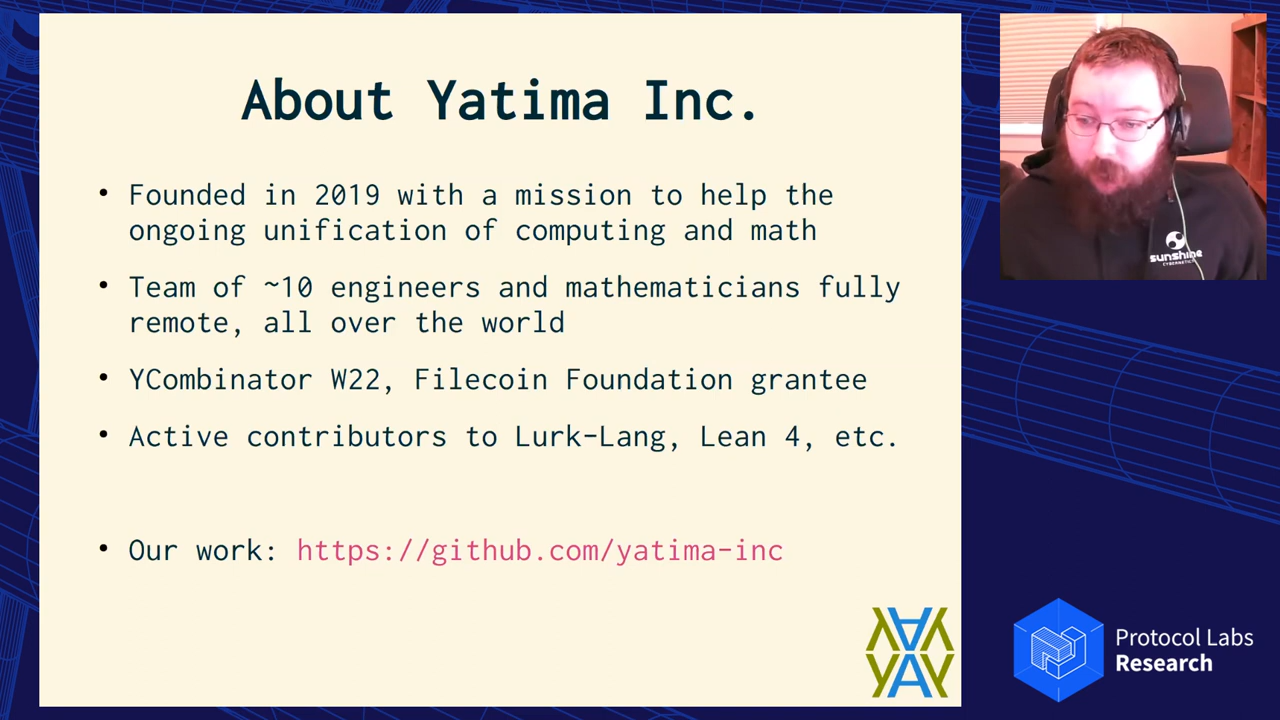 About Yatima Inc.
• Founded in 2019 with a mission to help the
ongoing unification of computing and math
• Team of ~10 engineers and mathematicians fully
remote, all over the world
• YCombinator W22, Filecoin Foundation grantee
• Active contributors to Lurk-Lang, Lean 4, etc.
• Our work: https://github.com/yatima-inc
sunshine
CYBERNETICS
Protocol Labs
Research